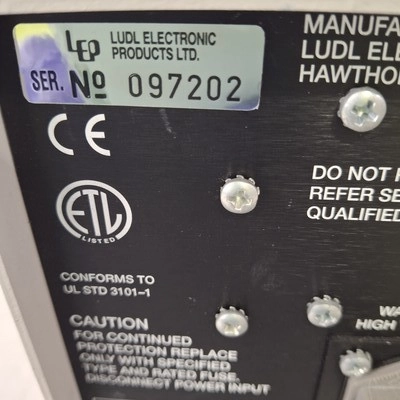 LEP
LUDL ELECTRONIC
PRODUCTS LTD.
SER. Nº 097202
MANUFA
LUDL ELE
HAWTHO
CE
ETL
LISTED
DO NOT
REFER SE
QUALIFIED
CONFORMS TO
UL STD 3101-1
CAUTION
FOR CONTINUED
PROTECTION REPLACE
ONLY WITH SPECIFIED
TYPE AND RATED FUSE.
DISCONNECT POWER INPUT
WA
HIGH